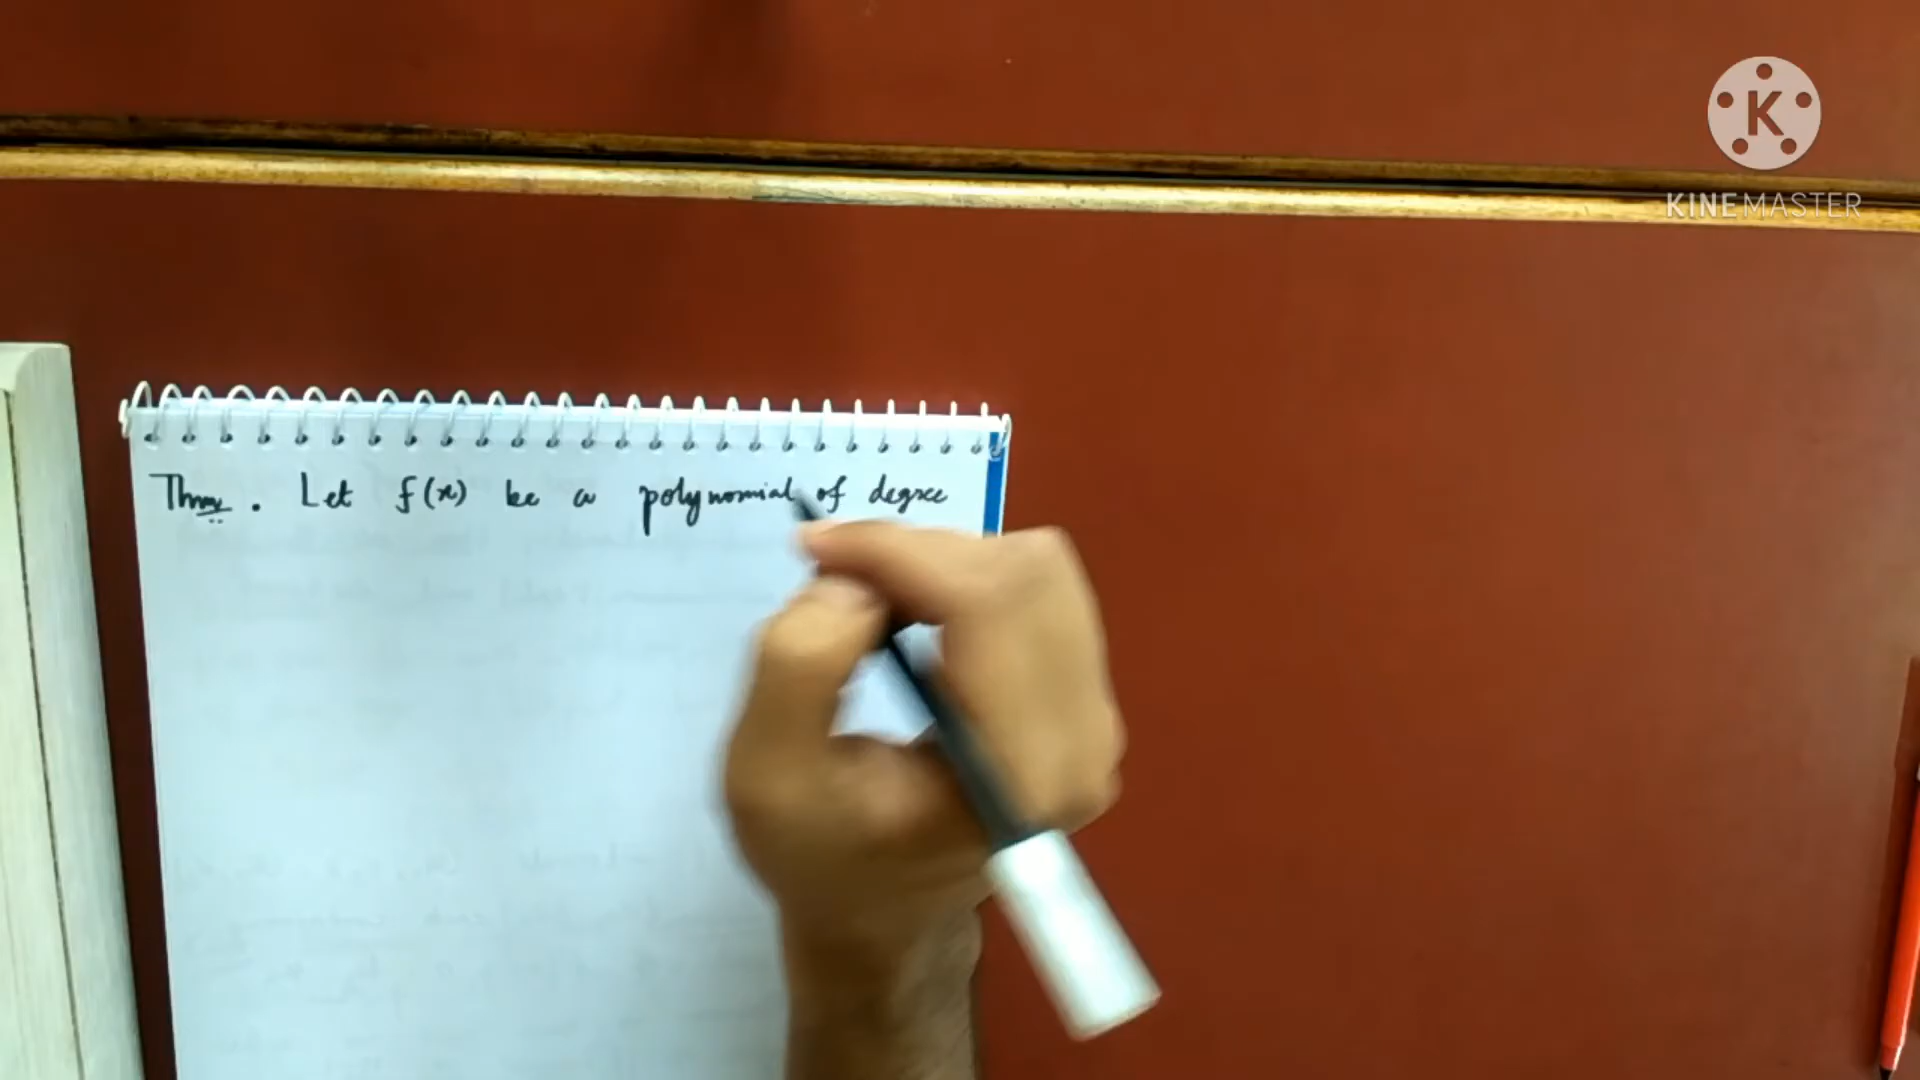 K
KINEMASTER
Thm. Let f(x) be a polynomial of degree